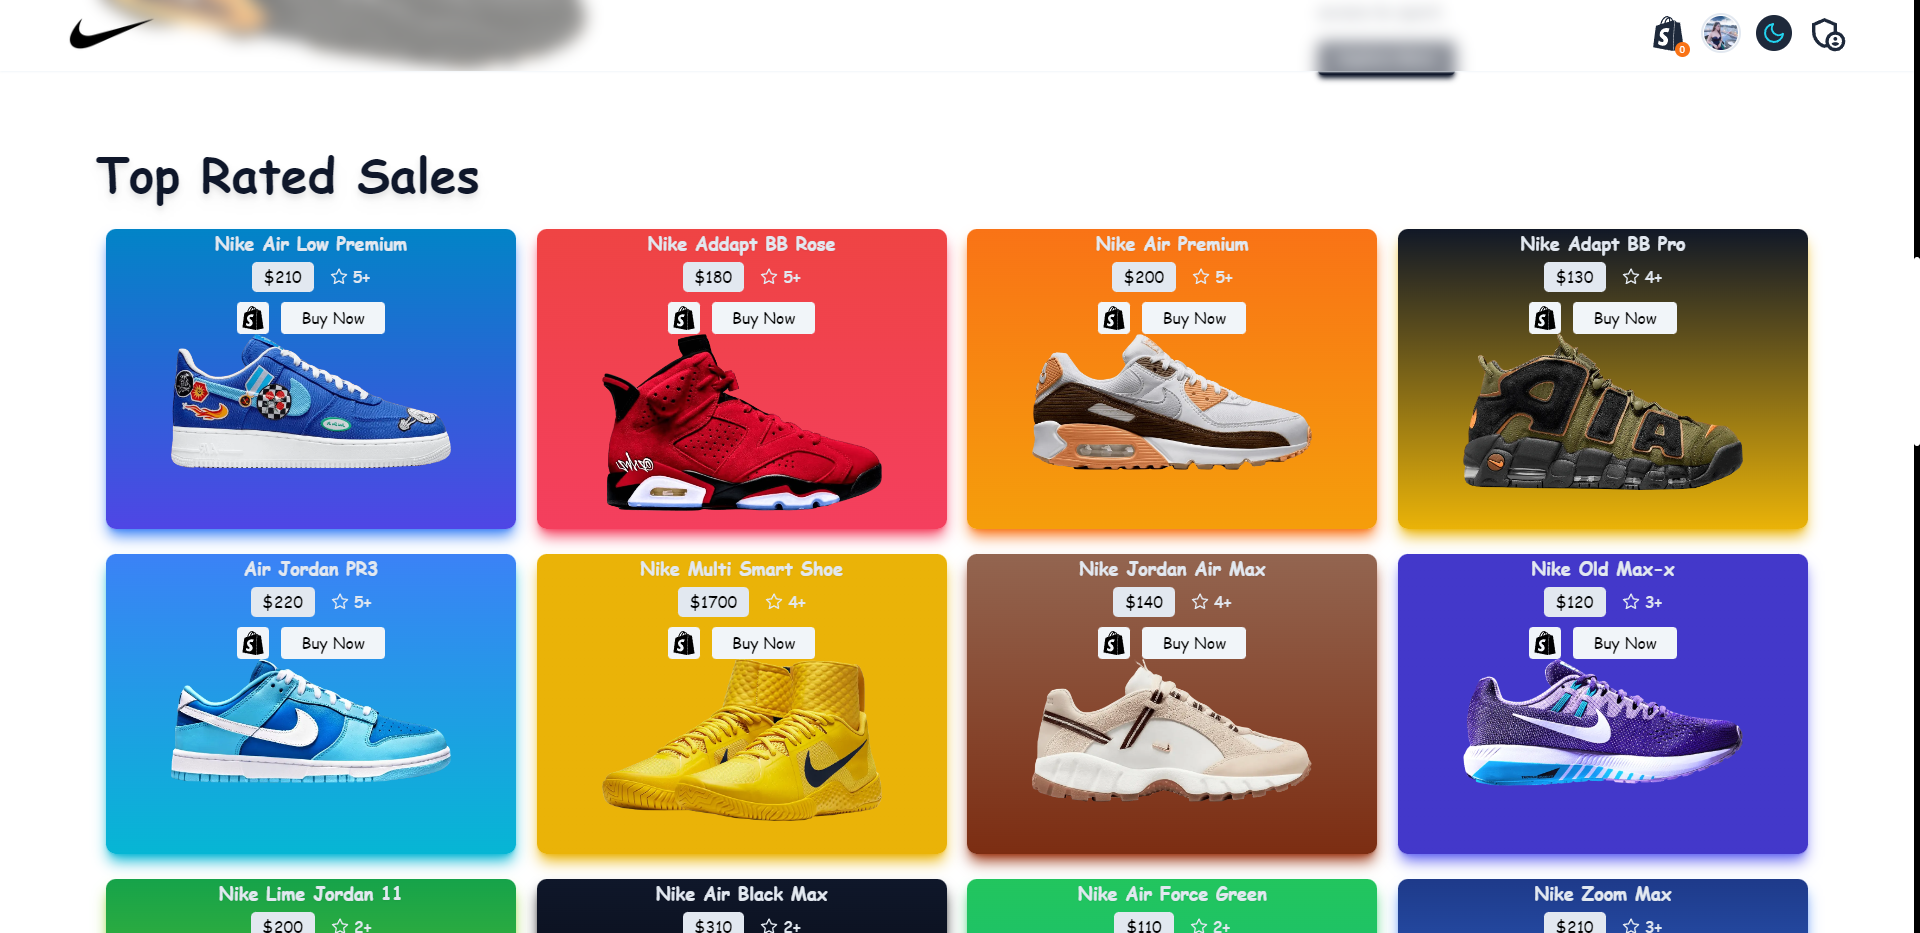 0
Top Rated Sales
Nike Air Low Premium
$210 5+
Buy Now
Nike Addapt BB Rose
$180 5+
Buy Now
Nike Air Premium
$200 5+
Buy Now
Nike Adapt BB Pro
$130 4+
Buy Now
Air Jordan PR3
$220 5+
Buy Now
Nike Multi Smart Shoe
$1700 4+
Buy Now
Nike Jordan Air Max
$140 4+
Buy Now
Nike Old Max-x
$120 3+
Buy Now
Nike Lime Jordan 11
$200 2+
Nike Air Black Max
$310 2+
Nike Air Force Green
$110 2+
Nike Zoom Max
$210 3+